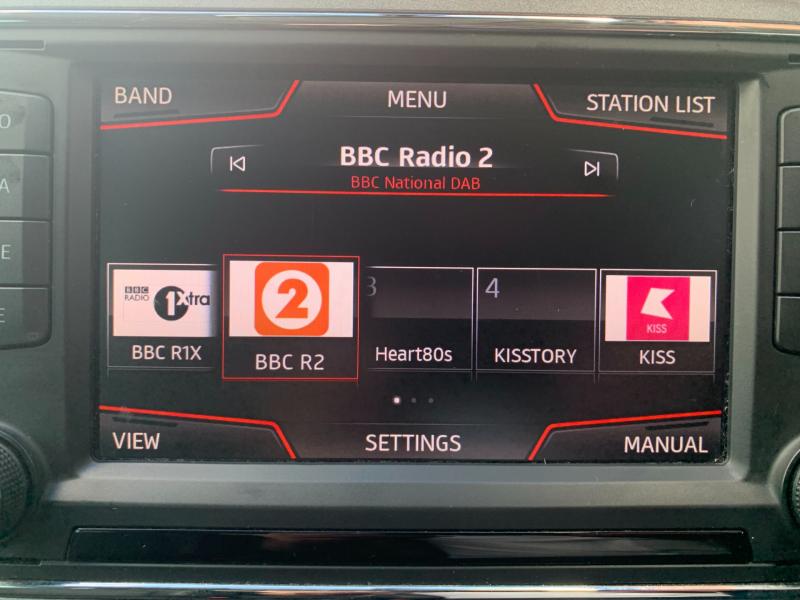 BAND
MENU
STATION LIST
BBC Radio 2
BBC National DAB
BBC
RADIO
1Xtra
2
3
4
KISS
BBC R1X
BBC R2
Heart80s
KISSTORY
KISS
VIEW
SETTINGS
MANUAL
O
A
E
E